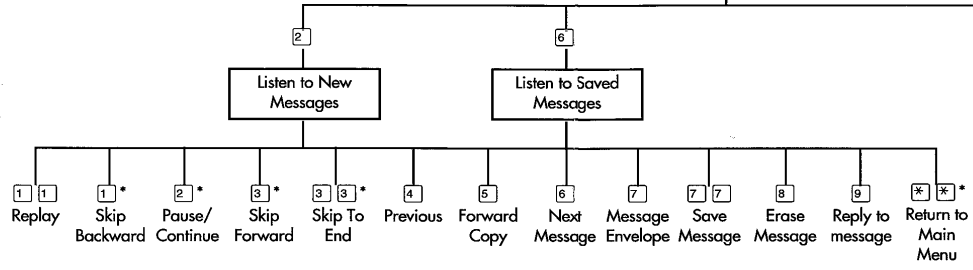 2 6
Listen to New Listen to Saved
Messages Messages
1 1 1 * 2 * 3 * 3 3 * 4 5 6 7 7 7 8 9 * * *
Replay Skip Pause/ Skip Skip To Previous Forward Next Message Save Erase Reply to Return to
Backward Continue Forward End Copy Message Envelope Message Message message Main
Menu